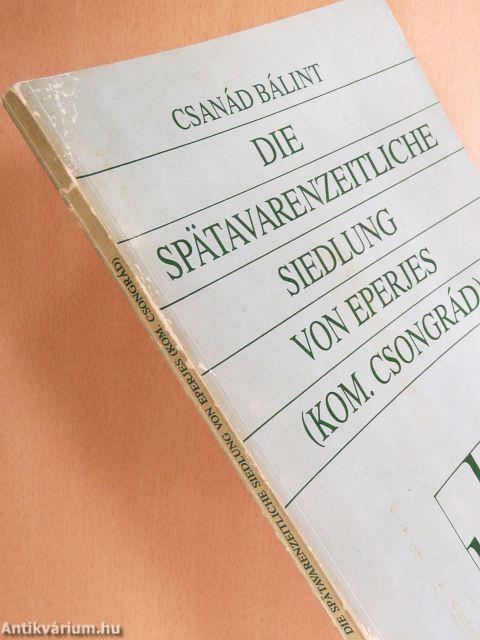 CSANÁD BÁLINT
DIE
SPÄTAVARENZEITLICHE
SIEDLUNG
VON EPERJES
(KOM. CSONGRÁD)
DIE SPÄTAVARENZEITLICHE SIEDLUNG VON EPERJES (KOM. CSONGRÁD)
Antikvárium.hu